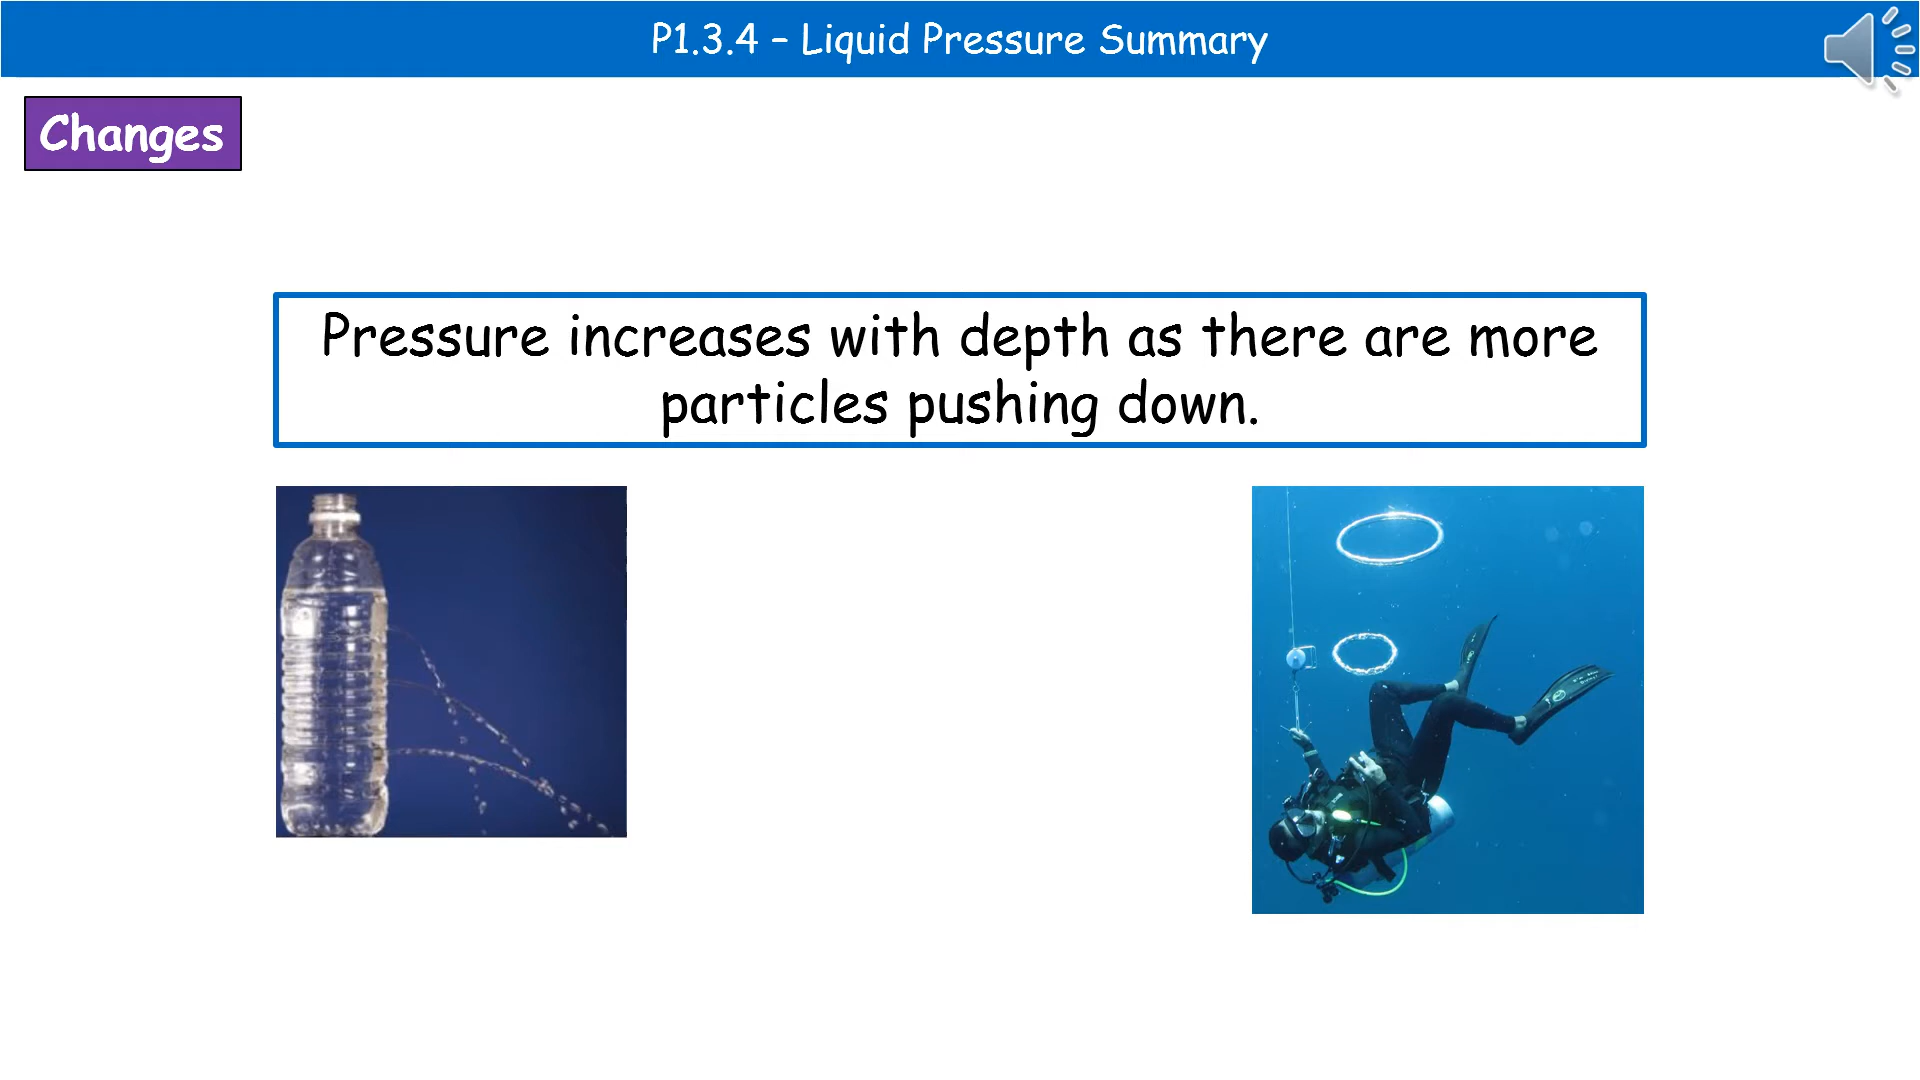 P1.3.4 – Liquid Pressure Summary
Changes
Pressure increases with depth as there are more
particles pushing down.